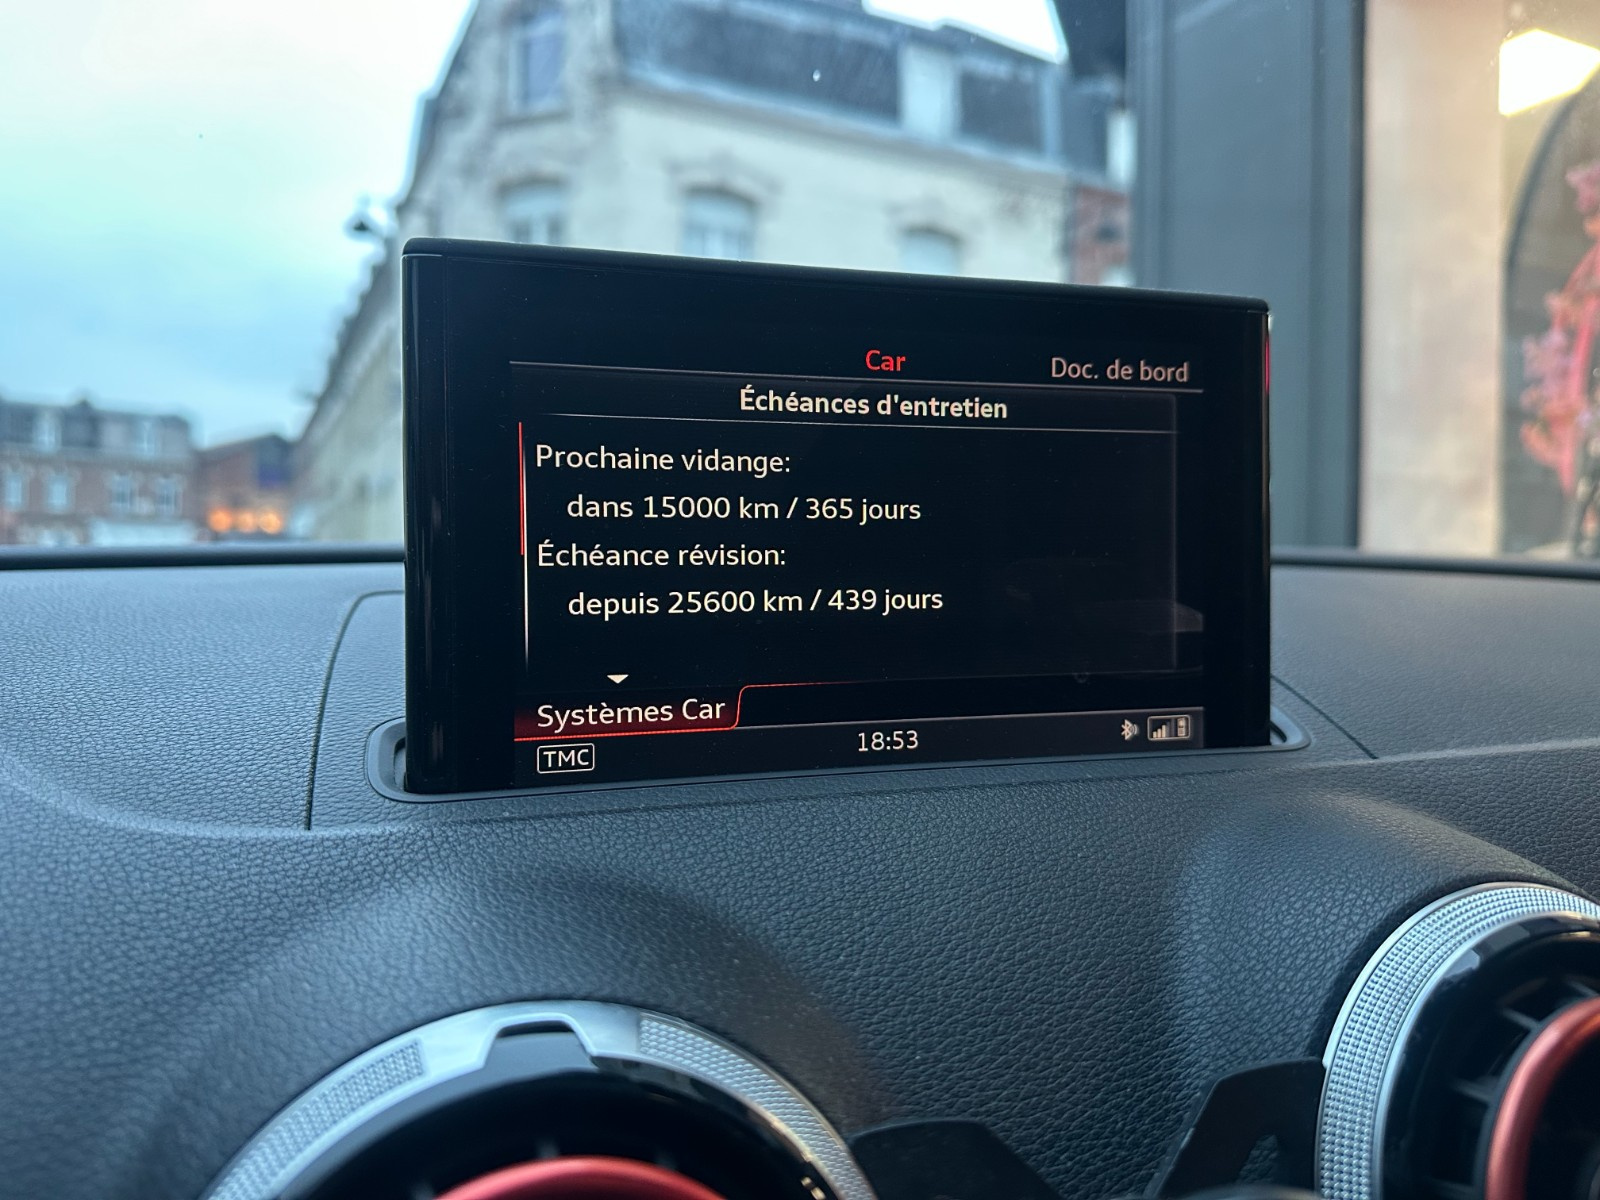 Car
Doc. de bord
Échéances d'entretien
Prochaine vidange:
dans 15000 km / 365 jours
Échéance révision:
depuis 25600 km / 439 jours
Systèmes Car
TMC
18:53